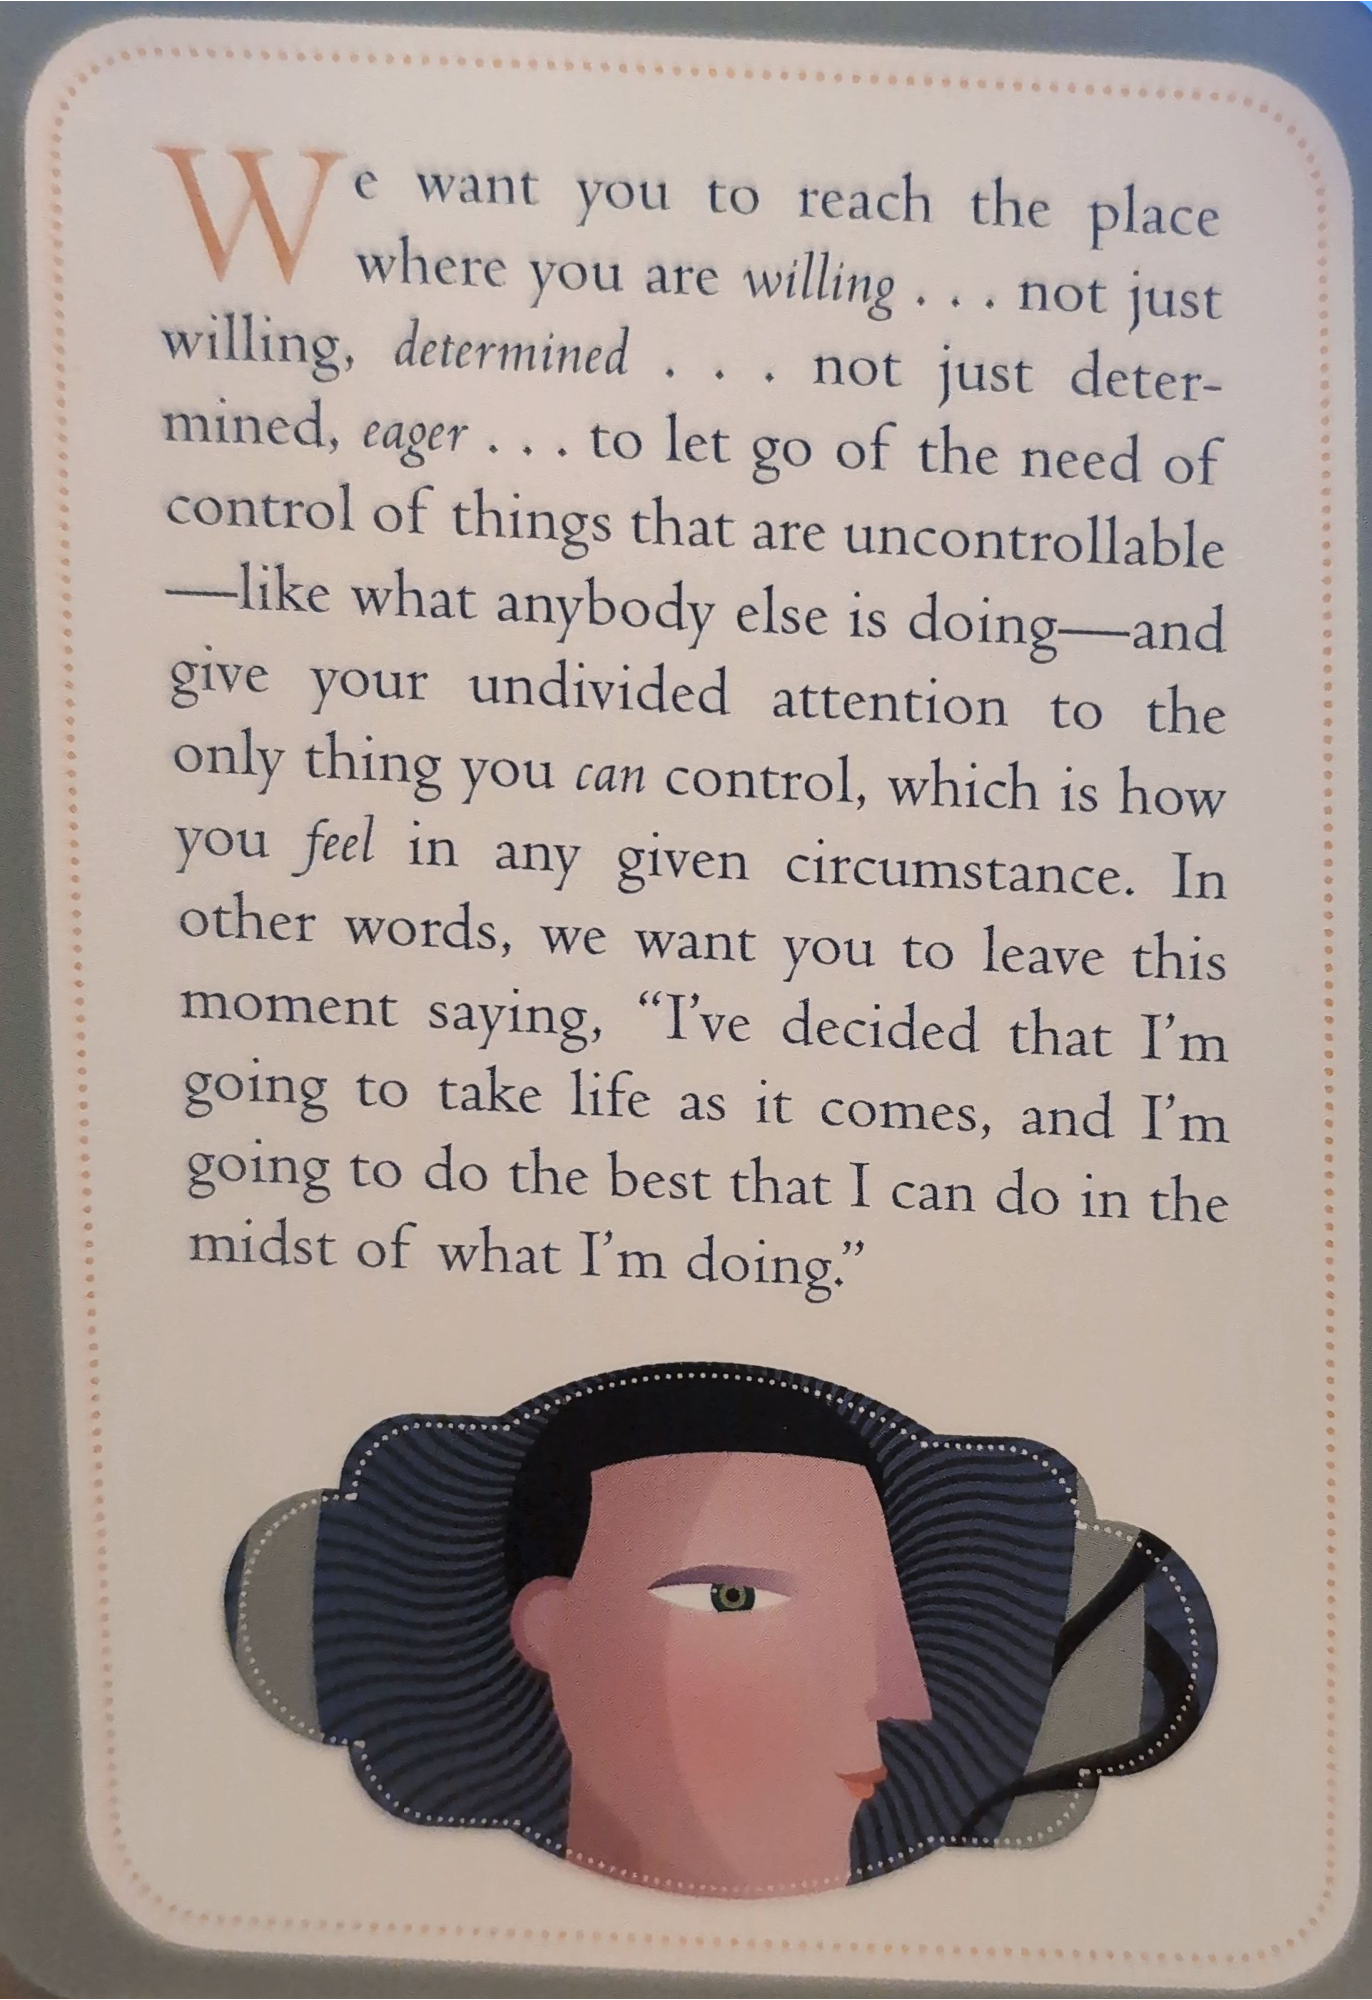 We want you to reach the place
where you are willing . . . not just
willing, determined . . . not just deter-
mined, eager . . . to let go of the need of
control of things that are uncontrollable
—like what anybody else is doing—and
give your undivided attention to the
only thing you can control, which is how
you feel in any given circumstance. In
other words, we want you to leave this
moment saying, “I’ve decided that I’m
going to take life as it comes, and I’m
going to do the best that I can do in the
midst of what I’m doing.”